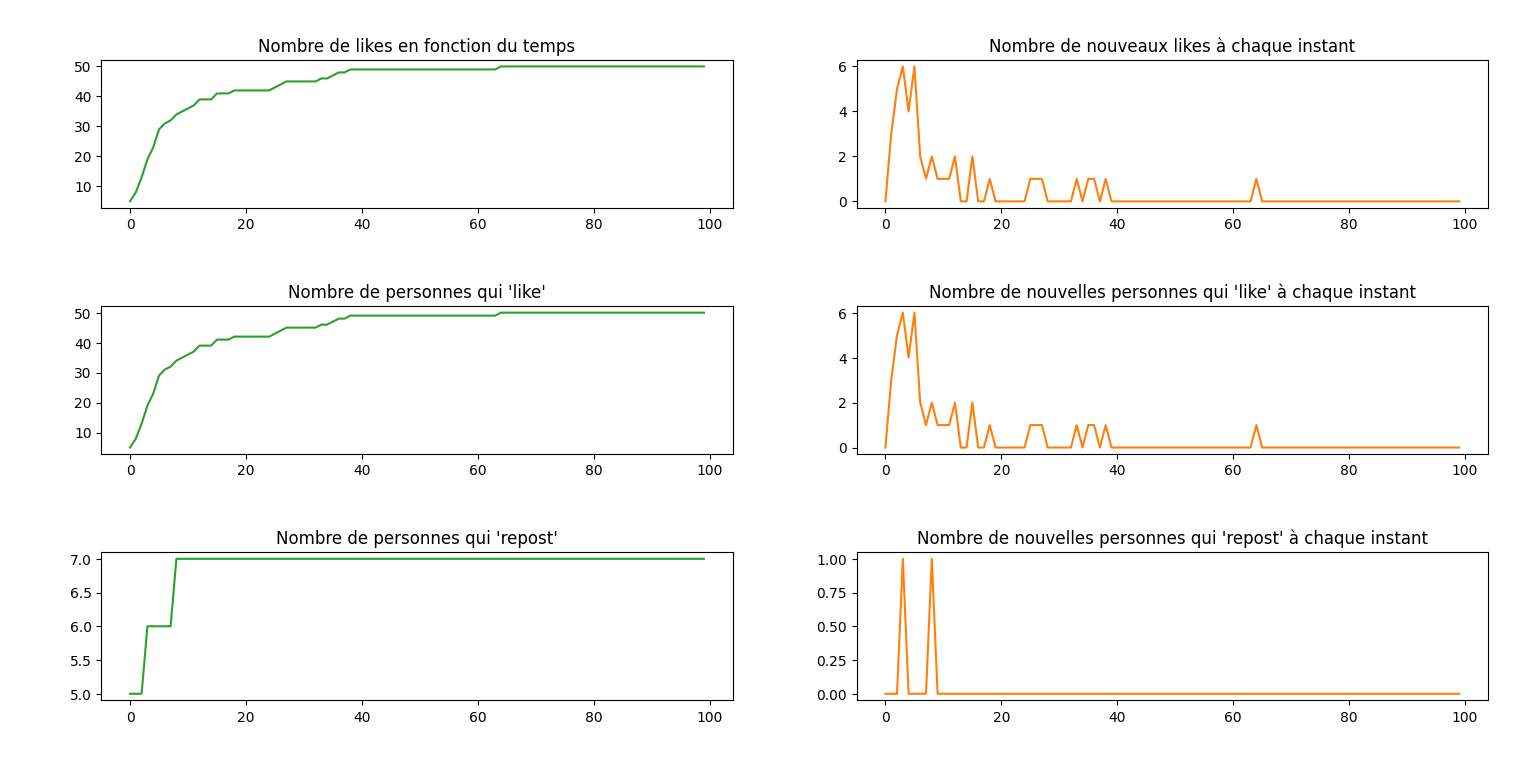 Nombre de likes en fonction du temps
50
40
30
20
10
0 20 40 60 80 100
Nombre de nouveaux likes à chaque instant
6
4
2
0
0 20 40 60 80 100
Nombre de personnes qui 'like'
50
40
30
20
10
0 20 40 60 80 100
Nombre de nouvelles personnes qui 'like' à chaque instant
6
4
2
0
0 20 40 60 80 100
Nombre de personnes qui 'repost'
7.0
6.5
6.0
5.5
5.0
0 20 40 60 80 100
Nombre de nouvelles personnes qui 'repost' à chaque instant
1.00
0.75
0.50
0.25
0.00
0 20 40 60 80 100